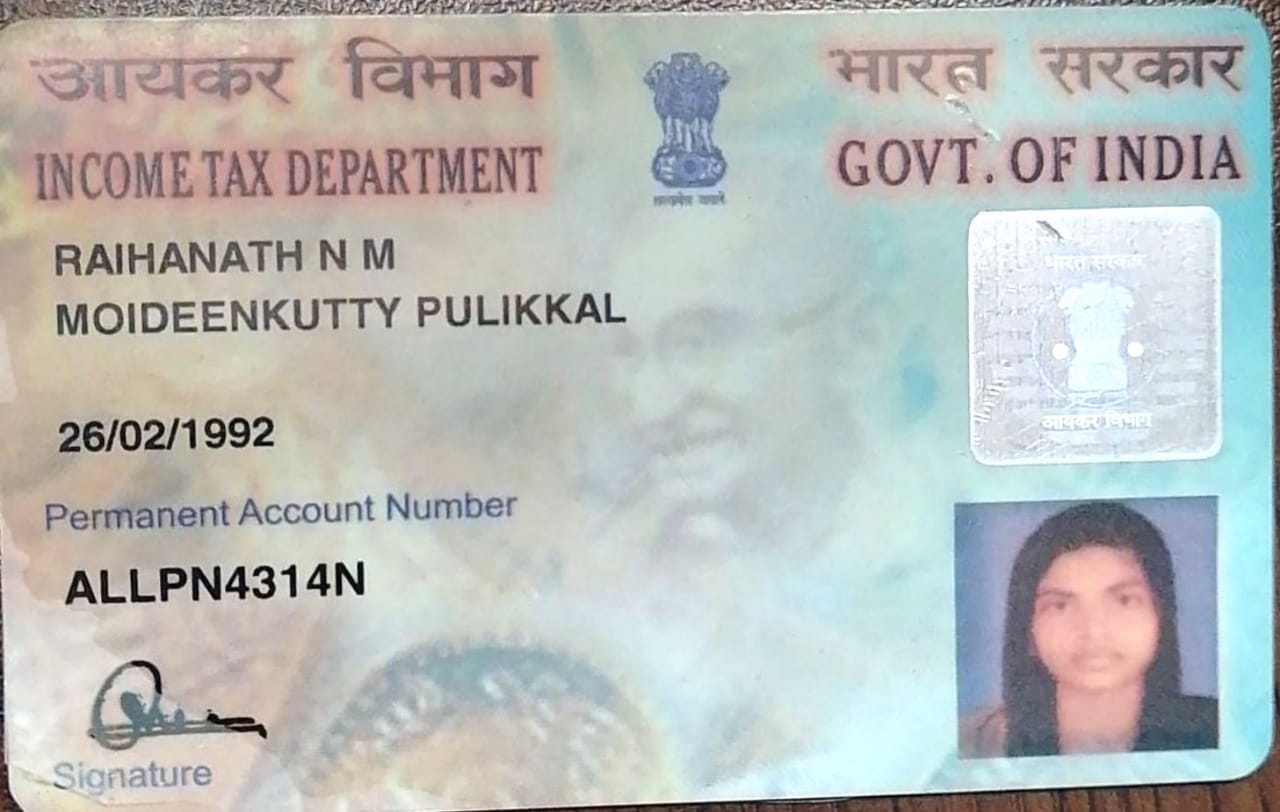 आयकर विभाग
भारत सरकार
INCOME TAX DEPARTMENT
GOVT. OF INDIA
सत्यमेव जयते
RAIHANATH N M
MOIDEENKUTTY PULIKKAL
भारत सरकार
आयकर विभाग
26/02/1992
Permanent Account Number
ALLPN4314N
Signature